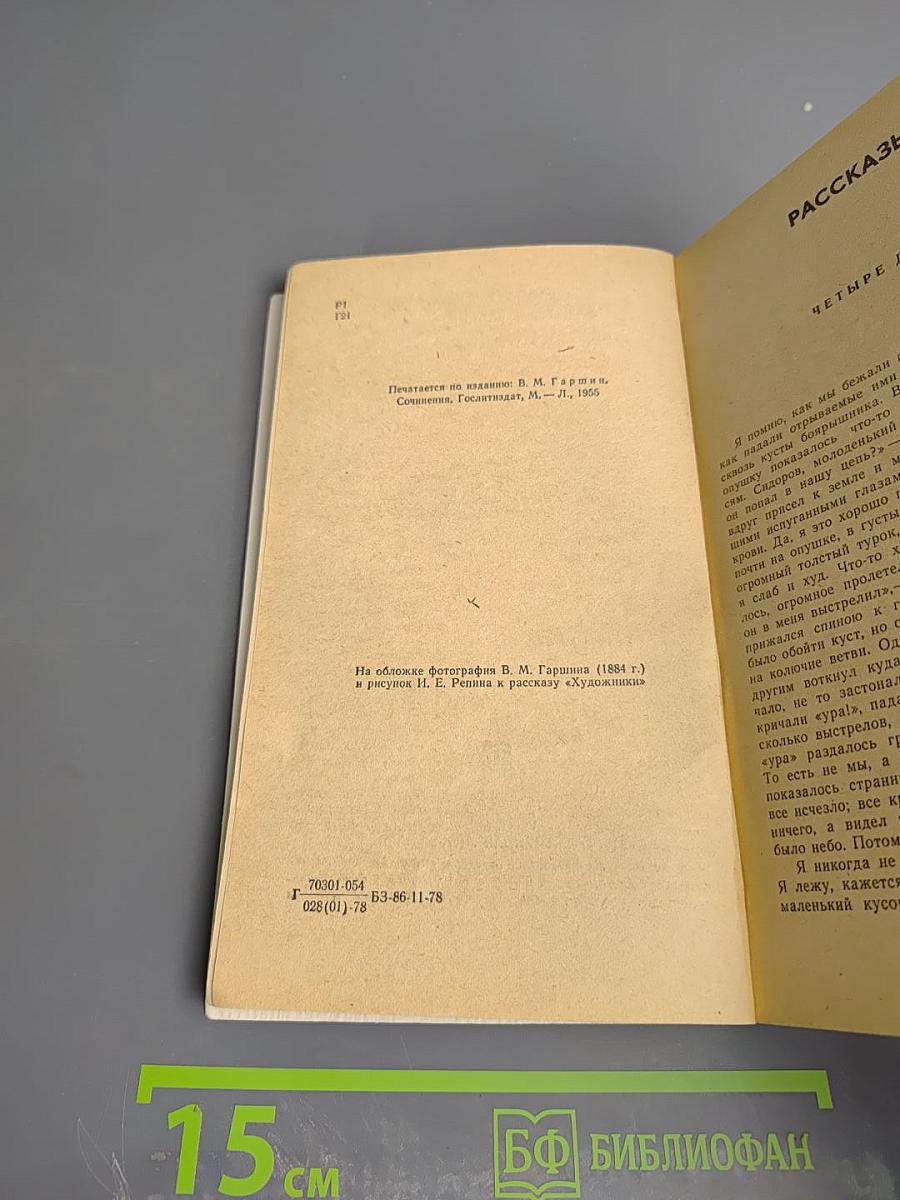 Р1
Г21
Печатается по изданию: В. М. Гаршин.
Сочинения, Гослитиздат, М.— Л., 1955
На обложке фотография В. М. Гаршина (1884 г.)
и рисунок И. Е. Репина к рассказу «Художники»
Г 70301-054 БЗ-86-11-78
028(01)-78
РАССКАЗЫ
ЧЕТЫРЕ
Я помню, как мы бежали
как падали отрываемые ими
сквозь кусты боярышника.
опушку показалось что-то
сям. Сидоров, молоденький
он попал в нашу цепь?» —
вдруг присел к земле и
шими испуганными глазами
крови. Да, я это хорошо
почти на опушке, в густы
огромный толстый турок,
я слаб и худ. Что-то х
лось, огромное пролете
он в меня выстрелил»,—
прижался спиною к г
было обойти куст, но с
на колючие ветви. Од
другим воткнул куда
чало, не то застонал
кричали «ура!», пада
сколько выстрелов,
«ура» раздалось гр
То есть не мы, а
показалось странн
все исчезло; все к
ничего, а видел
было небо. Потом
Я никогда не
Я лежу, кажется
маленький кусоч
15 см
БФ БИБЛИОФАН